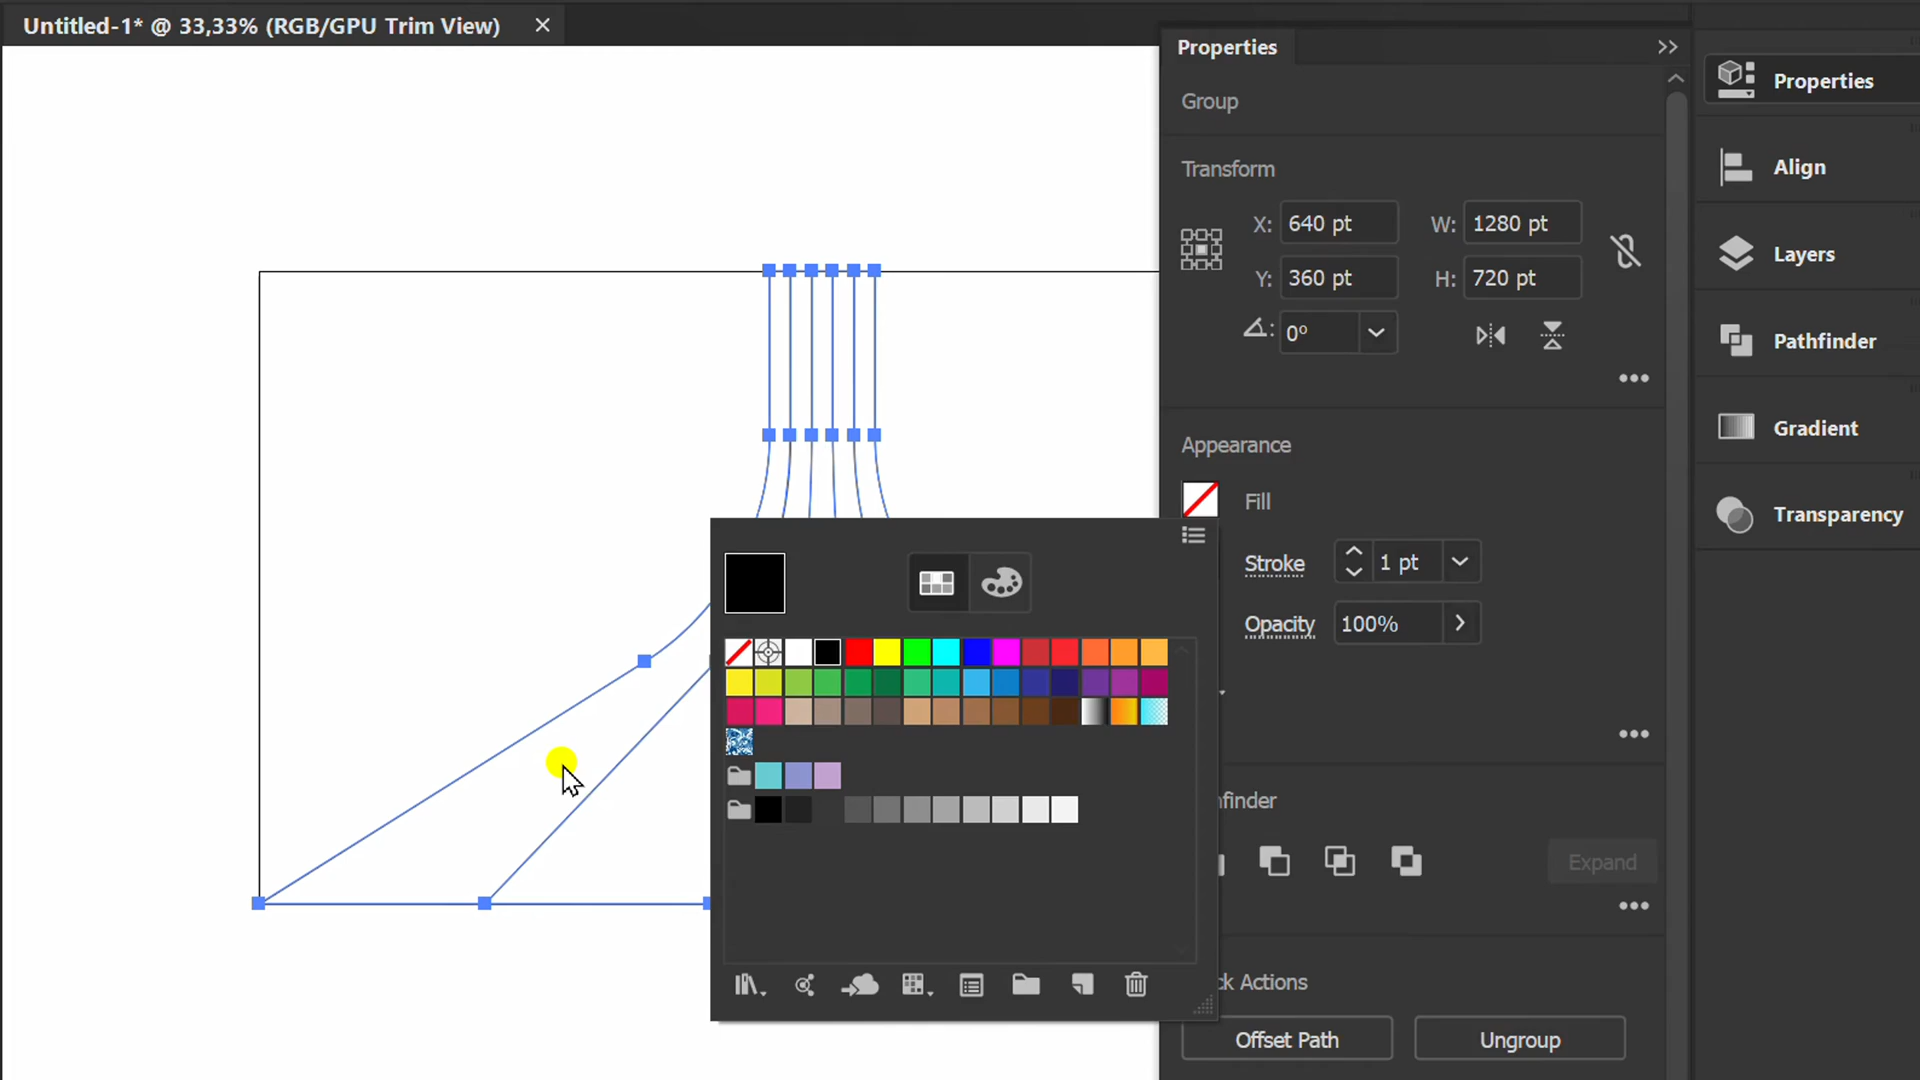 Untitled-1* @ 33,33% (RGB/GPU Trim View)
Properties
Group
Transform
X: 640 pt W: 1280 pt
Y: 360 pt H: 720 pt
0°
Appearance
Fill
Stroke 1 pt
Opacity 100%
nfinder
Expand
ck Actions
Offset Path Ungroup
Properties
Align
Layers
Pathfinder
Gradient
Transparency